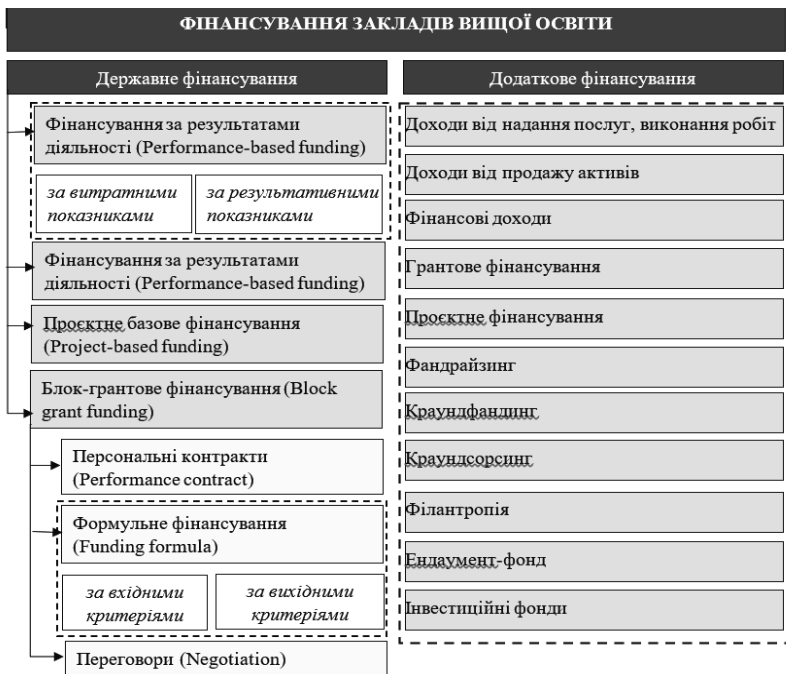 ФІНАНСУВАННЯ ЗАКЛАДІВ ВИЩОЇ ОСВІТИ
Державне фінансування
Фінансування за результатами
діяльності (Performance-based funding)
за витратними
показниками
за результативними
показниками
Фінансування за результатами
діяльності (Performance-based funding)
Проєктне базове фінансування
(Project-based funding)
Блок-грантове фінансування (Block
grant funding)
Персональні контракти
(Performance contract)
Формульне фінансування
(Funding formula)
за вхідними
критеріями
за вихідними
критеріями
Переговори (Negotiation)
Додаткове фінансування
Доходи від надання послуг, виконання робіт
Доходи від продажу активів
Фінансові доходи
Грантове фінансування
Проєктне фінансування
Фандрайзинг
Краундфандинг
Краундсорсинг
Філантропія
Ендаумент-фонд
Інвестиційні фонди